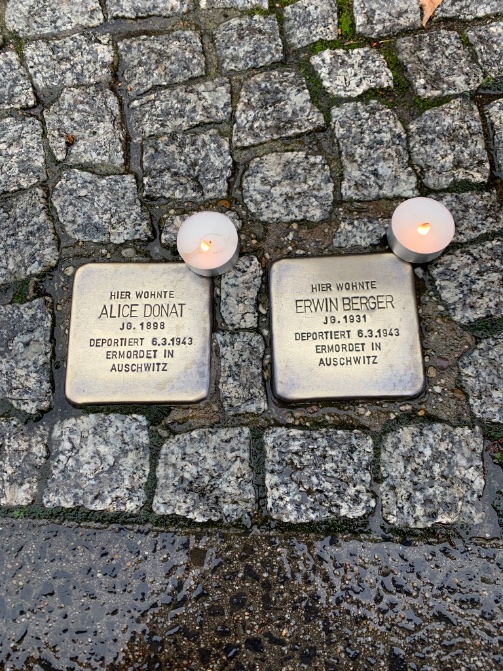 HIER WOHNTE
ALICE DONAT
JG. 1898
DEPORTIERT 6.3.1943
ERMORDET IN
AUSCHWITZ
HIER WOHNTE
ERWIN BERGER
JG. 1931
DEPORTIERT 6.3.1943
ERMORDET IN
AUSCHWITZ